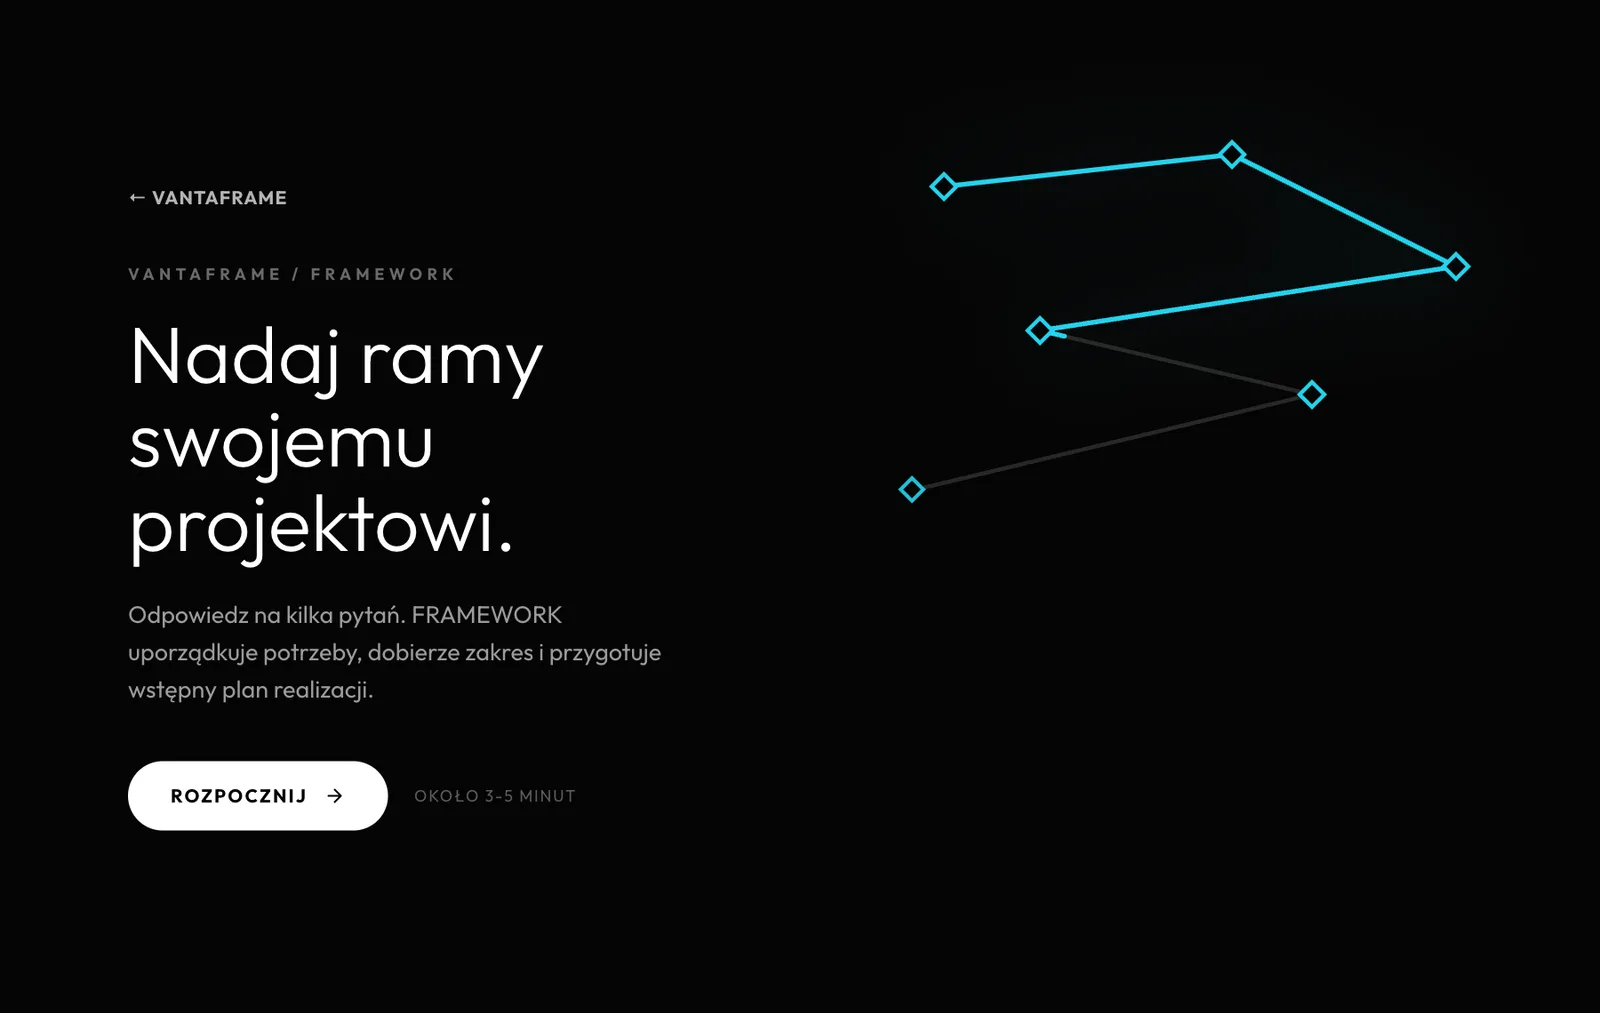 ← VANTAFRAME
VANTAFRAME / FRAMEWORK
Nadaj ramy
swojemu
projektowi.
Odpowiedz na kilka pytań. FRAMEWORK
uporządkuje potrzeby, dobierze zakres i przygotuje
wstępny plan realizacji.
ROZPOCZNIJ →
OKOŁO 3-5 MINUT